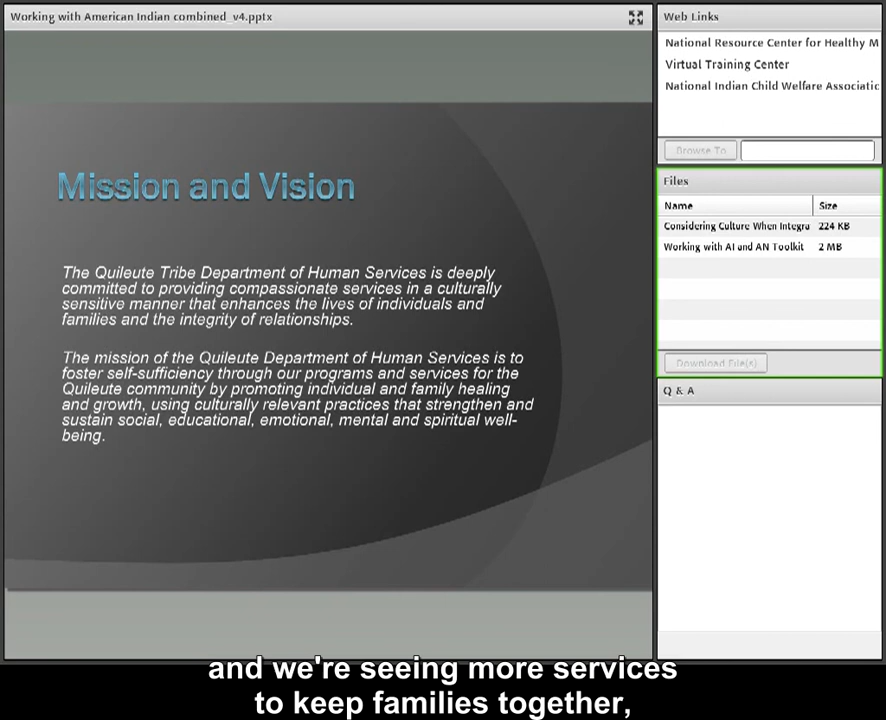 Working with American Indian combined_v4.pptx
Mission and Vision
The Quileute Tribe Department of Human Services is deeply
committed to providing compassionate services in a culturally
sensitive manner that enhances the lives of individuals and
families and the integrity of relationships.
The mission of the Quileute Department of Human Services is to
foster self-sufficiency through our programs and services for the
Quileute community by promoting individual and family healing
and growth, using culturally relevant practices that strengthen and
sustain social, educational, emotional, mental and spiritual well-
being.
Web Links
National Resource Center for Healthy M
Virtual Training Center
National Indian Child Welfare Associatic
Browse To
Files
Name Size
Considering Culture When Integra 224 KB
Working with AI and AN Toolkit 2 MB
Download File(s)
Q & A
and we're seeing more services
to keep families together,